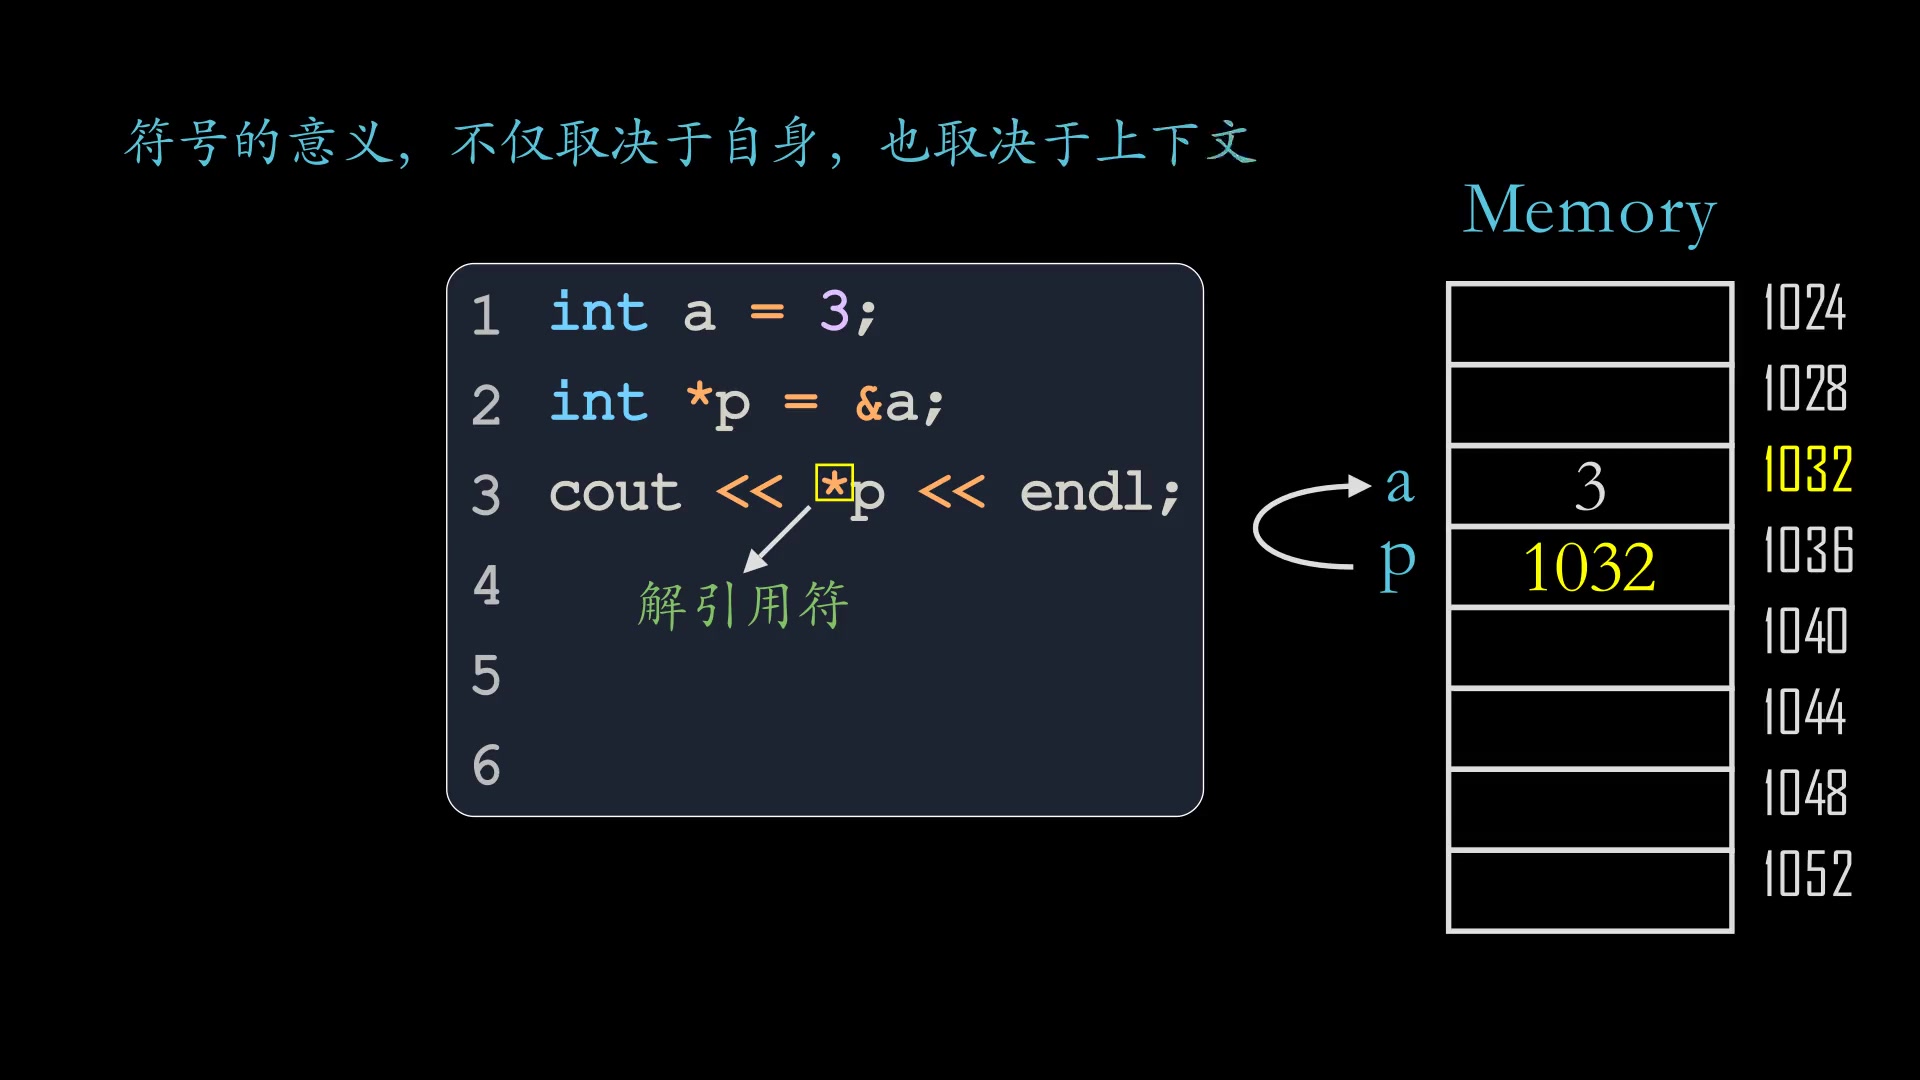 符号的意义，不仅取决于自身，也取决于上下文
Memory
1 int a = 3;
2 int *p = &a;
3 cout << *p << endl;
4
解引用符
5
6
1024
1028
a 3 1032
p 1032 1036
1040
1044
1048
1052